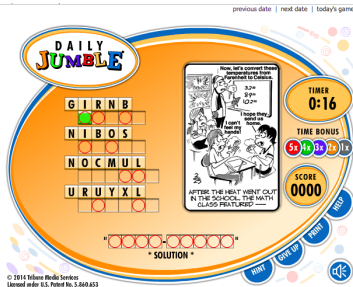 previous date | next date | today's game
DAILY
JUMBLE
Now, let's convert these
temperatures from
Farenheit to Celsius.
32=
89=
102=
I hope they
send us
home.
I can't
feel my
hands!
AFTER THE HEAT WENT OUT
IN THE SCHOOL, THE MATH
CLASS FEATURED —
TIMER
0:16
TIME BONUS
5x 4x 3x 2x 1x
SCORE
0000
GIRNB
NIBOS
NOCMUL
URUYXL
" - "
* SOLUTION *
HINT
GIVE UP
PRINT
HELP
© 2014 Tribune Media Services
Licensed under U.S. Patent No. 5,860,653